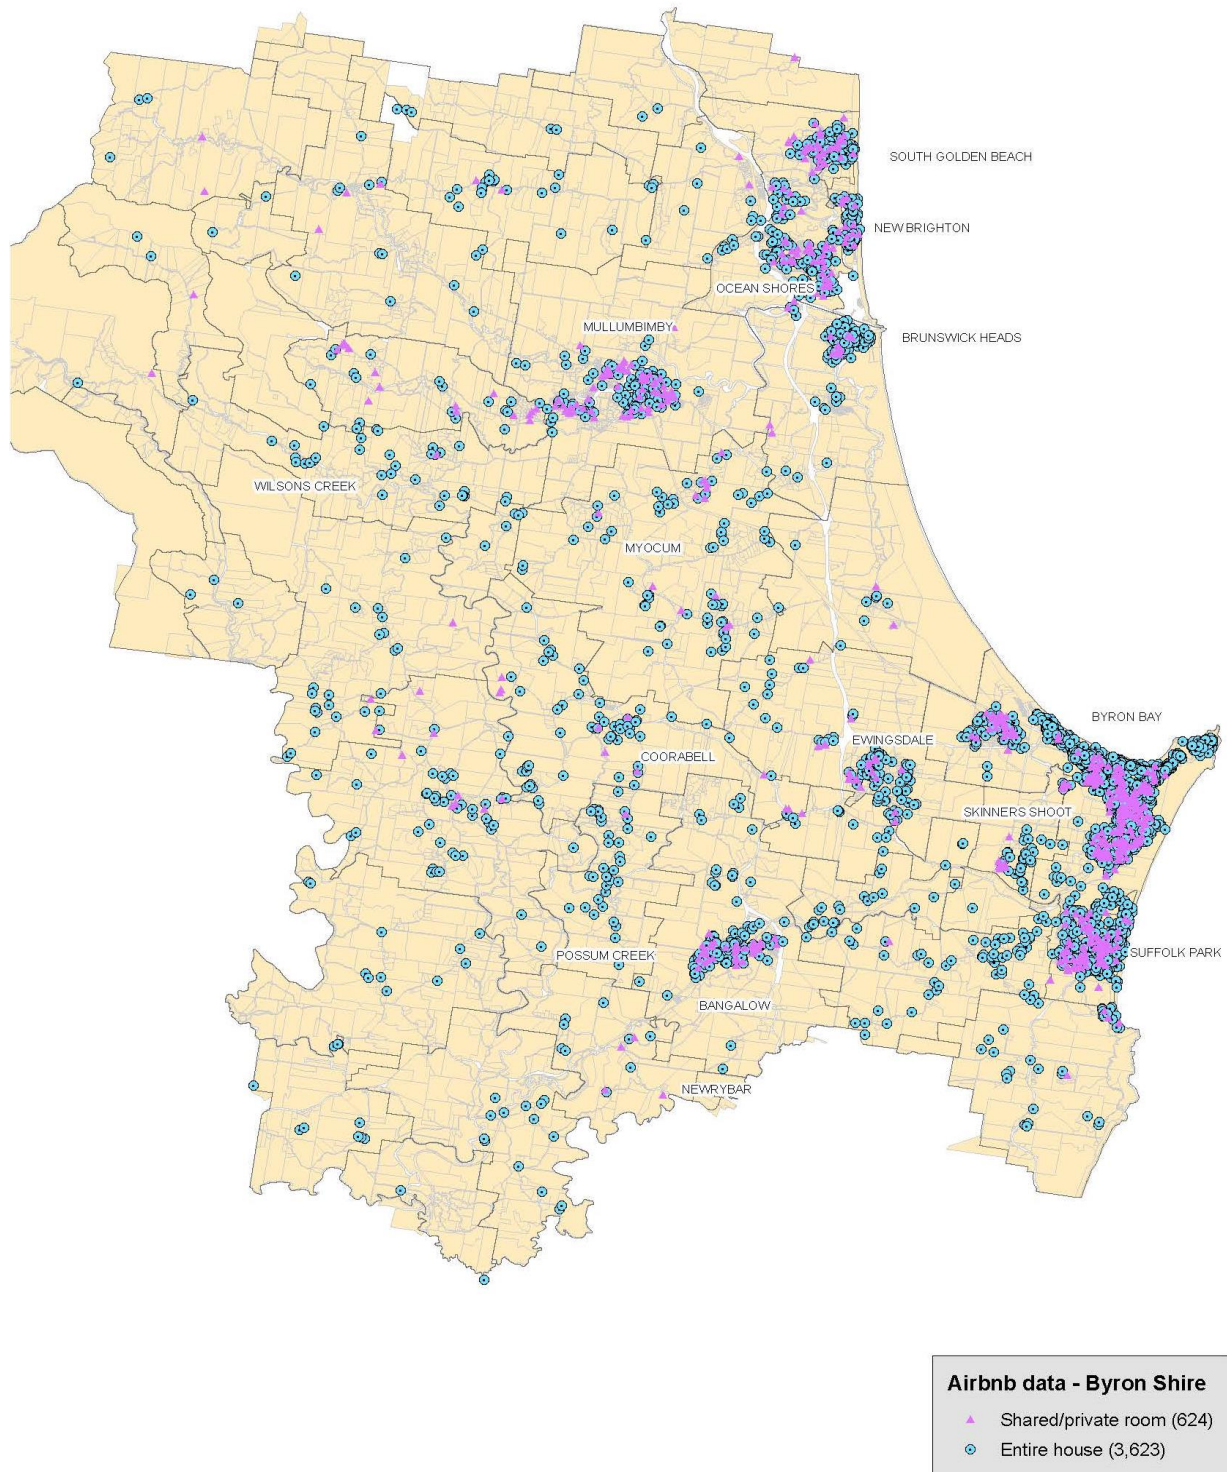 SOUTH GOLDEN BEACH
NEW BRIGHTON
OCEAN SHORES
MULLUMBIMBY
BRUNSWICK HEADS
WILSONS CREEK
MYOCUM
BYRON BAY
EWINGSDALE
COORABELL
SKINNERS SHOOT
POSSUM CREEK
SUFFOLK PARK
BANGALOW
NEWRYBAR
Airbnb data - Byron Shire
Shared/private room (624)
Entire house (3,623)